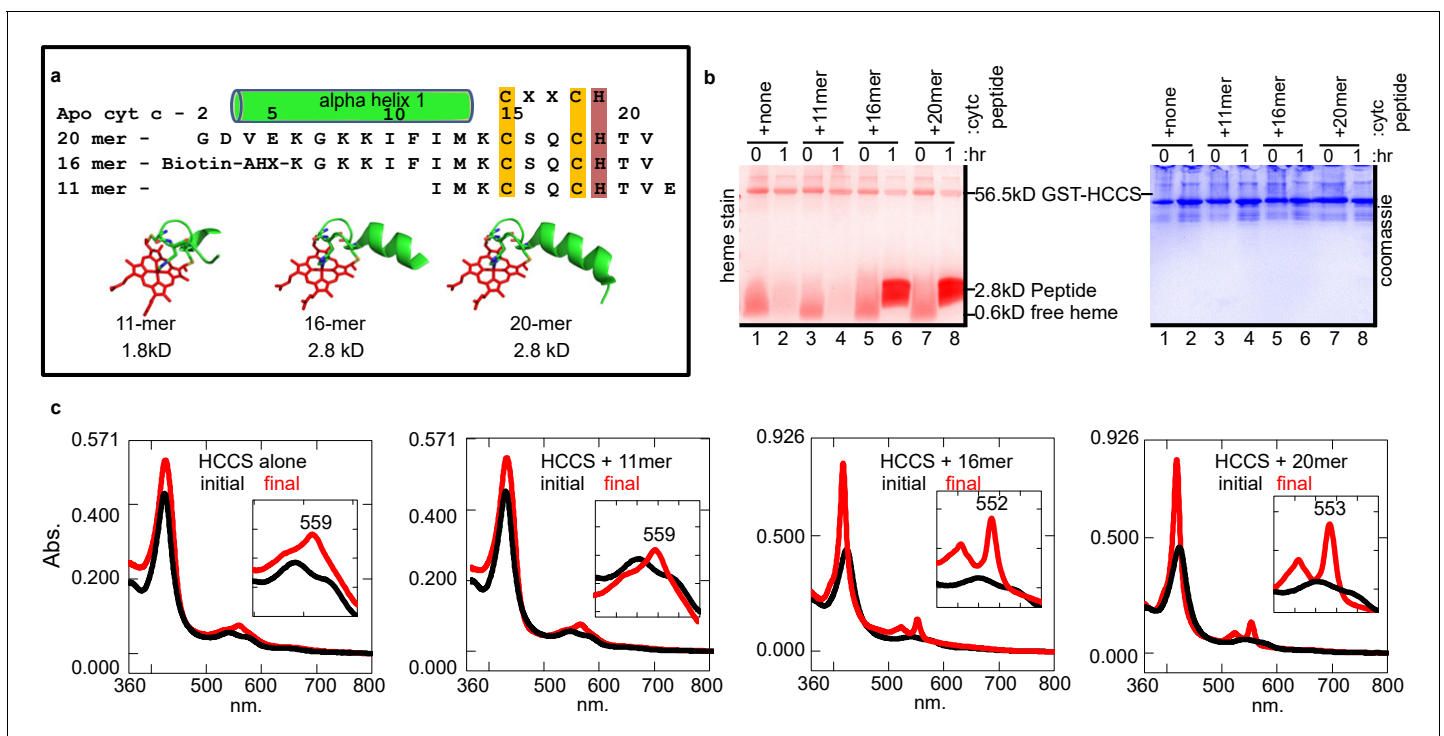 a
alpha helix 1
C X X C H
Apo cyt c - 2 5 10 15 20
20 mer - G D V E K G K K I F I M K C S Q C H T V
16 mer - Biotin-AHX-K G K K I F I M K C S Q C H T V
11 mer - I M K C S Q C H T V E
11-mer 16-mer 20-mer
1.8kD 2.8 kD 2.8 kD
b
+none +11mer +16mer +20mer :cytc peptide
0 1 0 1 0 1 0 1 :hr
heme stain
56.5kD GST-HCCS
2.8kD Peptide
0.6kD free heme
1 2 3 4 5 6 7 8
+none +11mer +16mer +20mer :cytc peptide
0 1 0 1 0 1 0 1 :hr
coomassie
1 2 3 4 5 6 7 8
c
Abs.
0.571
0.400
0.200
0.000
HCCS alone
initial final
559
360 500 600 700 800
nm.
0.571
0.400
0.200
0.000
HCCS + 11mer
initial final
559
360 500 600 700 800
nm.
0.926
0.500
0.000
HCCS + 16mer
initial final
552
360 500 600 700 800
nm.
0.926
0.500
0.000
HCCS + 20mer
initial final
553
360 500 600 700 800
nm.